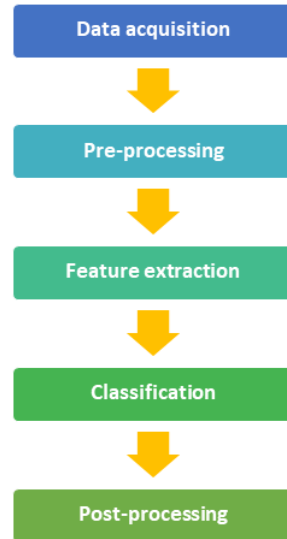 Data acquisition
Pre-processing
Feature extraction
Classification
Post-processing